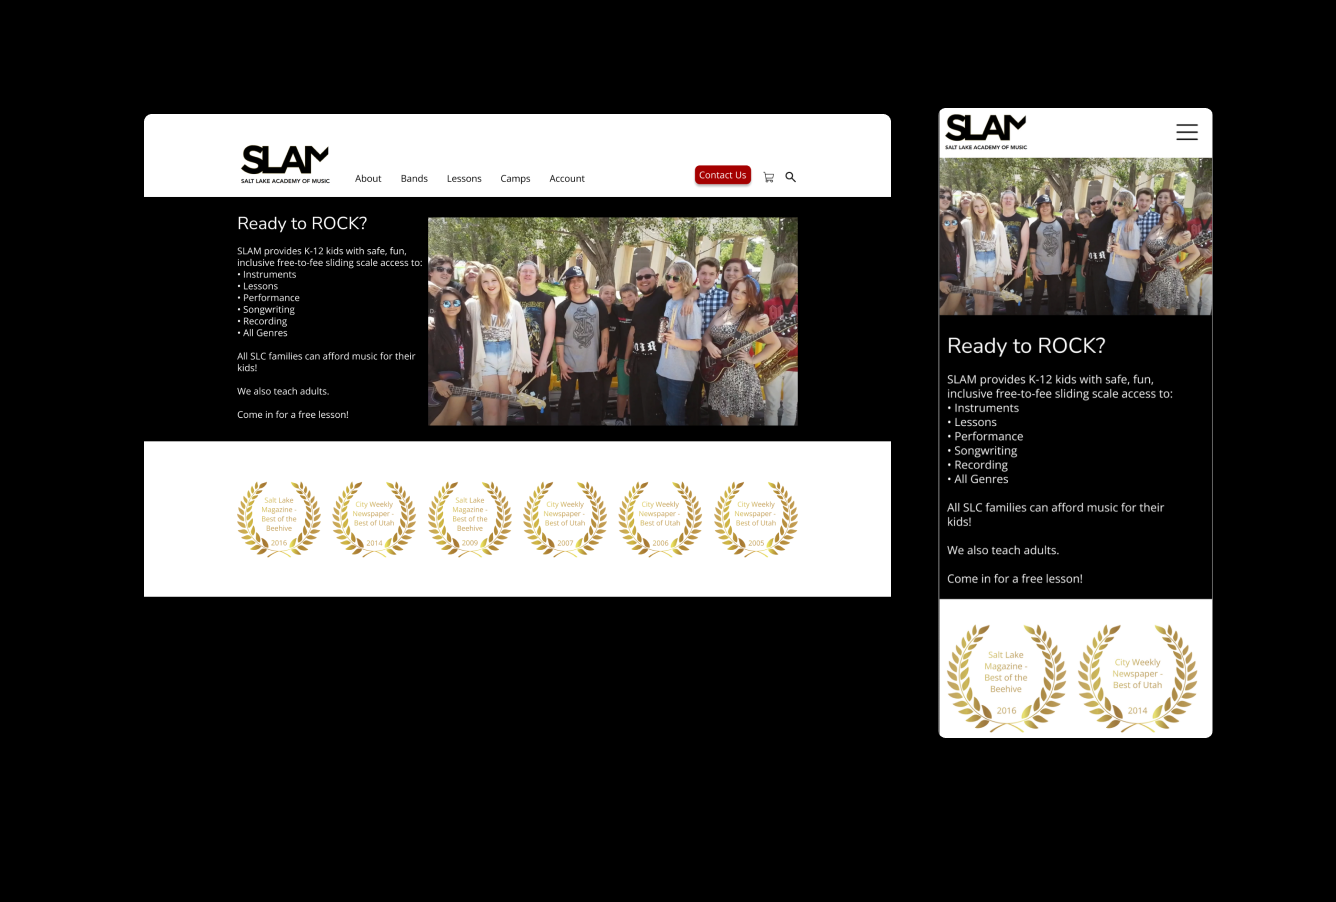 SLAM
SALT LAKE ACADEMY OF MUSIC
About
Bands
Lessons
Camps
Account
Contact Us
Ready to ROCK?
SLAM provides K-12 kids with safe, fun,
inclusive free-to-fee sliding scale access to:
• Instruments
• Lessons
• Performance
• Songwriting
• Recording
• All Genres
All SLC families can afford music for their
kids!
We also teach adults.
Come in for a free lesson!
Salt Lake
Magazine -
Best of the
Beehive
2016
City Weekly
Newspaper -
Best of Utah
2014
Salt Lake
Magazine -
Best of the
Beehive
2009
City Weekly
Newspaper -
Best of Utah
2007
City Weekly
Newspaper -
Best of Utah
2006
City Weekly
Newspaper -
Best of Utah
2005
SLAM
SALT LAKE ACADEMY OF MUSIC
Ready to ROCK?
SLAM provides K-12 kids with safe, fun,
inclusive free-to-fee sliding scale access to:
• Instruments
• Lessons
• Performance
• Songwriting
• Recording
• All Genres
All SLC families can afford music for their
kids!
We also teach adults.
Come in for a free lesson!
Salt Lake
Magazine -
Best of the
Beehive
2016
City Weekly
Newspaper -
Best of Utah
2014